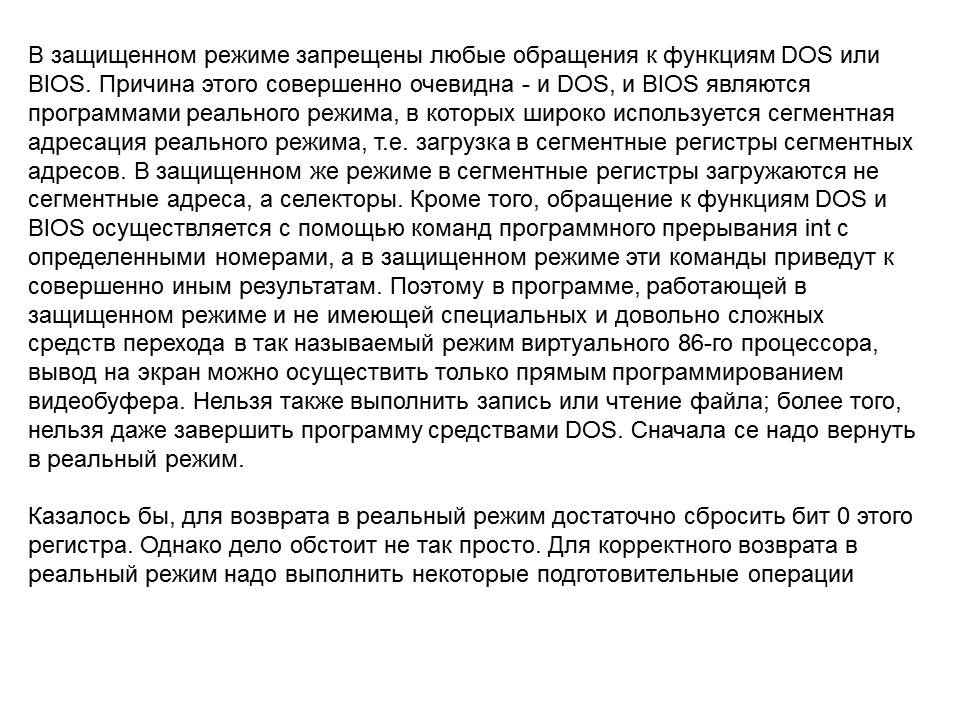 В защищенном режиме запрещены любые обращения к функциям DOS или
BIOS. Причина этого совершенно очевидна - и DOS, и BIOS являются
программами реального режима, в которых широко используется сегментная
адресация реального режима, т.е. загрузка в сегментные регистры сегментных
адресов. В защищенном же режиме в сегментные регистры загружаются не
сегментные адреса, а селекторы. Кроме того, обращение к функциям DOS и
BIOS осуществляется с помощью команд программного прерывания int с
определенными номерами, а в защищенном режиме эти команды приведут к
совершенно иным результатам. Поэтому в программе, работающей в
защищенном режиме и не имеющей специальных и довольно сложных
средств перехода в так называемый режим виртуального 86-го процессора,
вывод на экран можно осуществить только прямым программированием
видеобуфера. Нельзя также выполнить запись или чтение файла; более того,
нельзя даже завершить программу средствами DOS. Сначала се надо вернуть
в реальный режим.
Казалось бы, для возврата в реальный режим достаточно сбросить бит 0 этого
регистра. Однако дело обстоит не так просто. Для корректного возврата в
реальный режим надо выполнить некоторые подготовительные операции